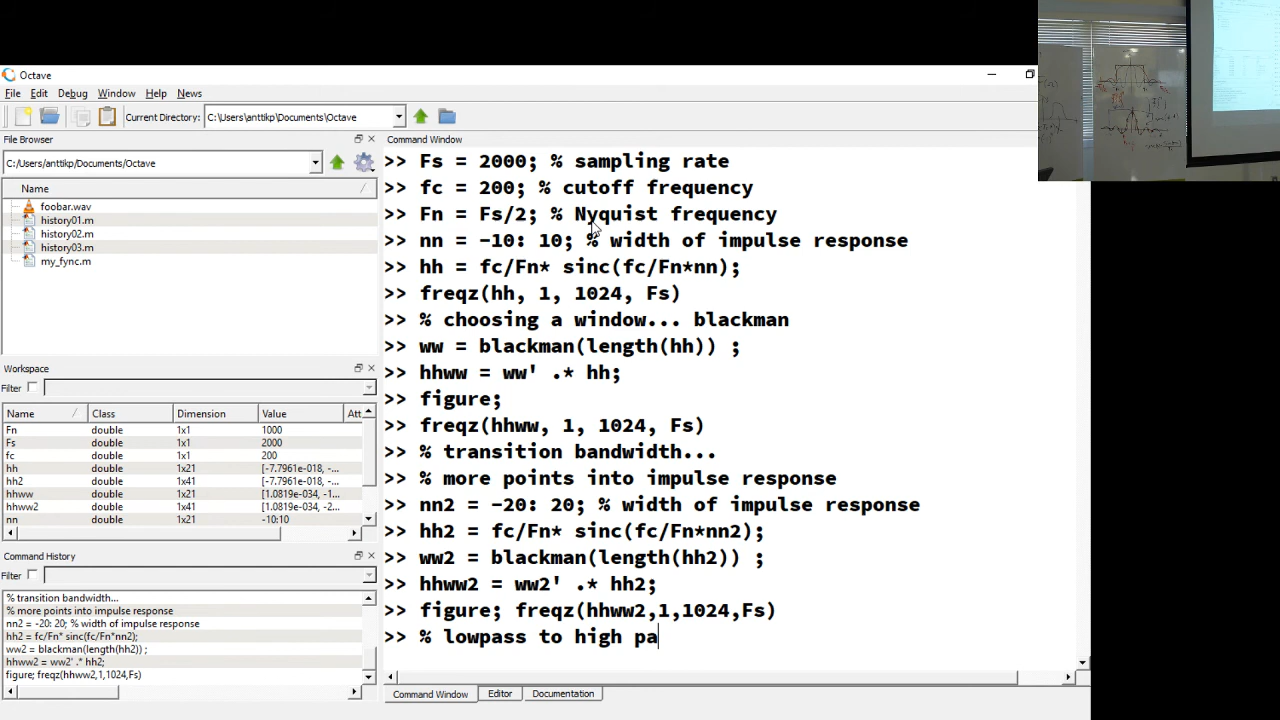 Octave
File Edit Debug Window Help News
Current Directory: C:\Users\anttikp\Documents\Octave
File Browser
C:/Users/anttikp/Documents/Octave
Name
foobar.wav
history01.m
history02.m
history03.m
my_fync.m
Workspace
Filter
Name Class Dimension Value Att
Fn double 1x1 1000
Fs double 1x1 2000
fc double 1x1 200
hh double 1x21 [-7.7961e-018, -...
hh2 double 1x41 [-7.7961e-018, -...
hhww double 1x21 [1.0819e-034, -1...
hhww2 double 1x41 [1.0819e-034, -2...
nn double 1x21 -10:10
Command History
Filter
% transition bandwidth...
% more points into impulse response
nn2 = -20: 20; % width of impulse response
hh2 = fc/Fn* sinc(fc/Fn*nn2);
ww2 = blackman(length(hh2)) ;
hhww2 = ww2' .* hh2;
figure; freqz(hhww2,1,1024,Fs)
Command Window
>> Fs = 2000; % sampling rate
>> fc = 200; % cutoff frequency
>> Fn = Fs/2; % Nyquist frequency
>> nn = -10: 10; % width of impulse response
>> hh = fc/Fn* sinc(fc/Fn*nn);
>> freqz(hh, 1, 1024, Fs)
>> % choosing a window... blackman
>> ww = blackman(length(hh)) ;
>> hhww = ww' .* hh;
>> figure;
>> freqz(hhww, 1, 1024, Fs)
>> % transition bandwidth...
>> % more points into impulse response
>> nn2 = -20: 20; % width of impulse response
>> hh2 = fc/Fn* sinc(fc/Fn*nn2);
>> ww2 = blackman(length(hh2)) ;
>> hhww2 = ww2' .* hh2;
>> figure; freqz(hhww2,1,1024,Fs)
>> % lowpass to high pa
Command Window Editor Documentation